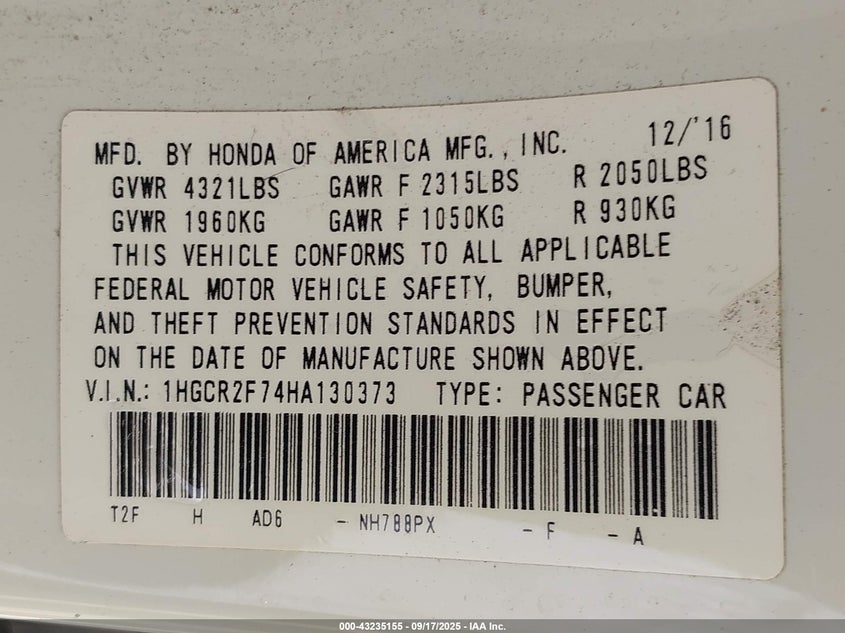 MFD. BY HONDA OF AMERICA MFG., INC. 12/'16
GVWR 4321LBS GAWR F 2315LBS R 2050LBS
GVWR 1960KG GAWR F 1050KG R 930KG
THIS VEHICLE CONFORMS TO ALL APPLICABLE
FEDERAL MOTOR VEHICLE SAFETY, BUMPER,
AND THEFT PREVENTION STANDARDS IN EFFECT
ON THE DATE OF MANUFACTURE SHOWN ABOVE.
V.I.N.: 1HGCR2F74HA130373 TYPE: PASSENGER CAR
T2F H AD6 - NH788PX - F - A
000-43235155 - 09/17/2025 - IAA Inc.